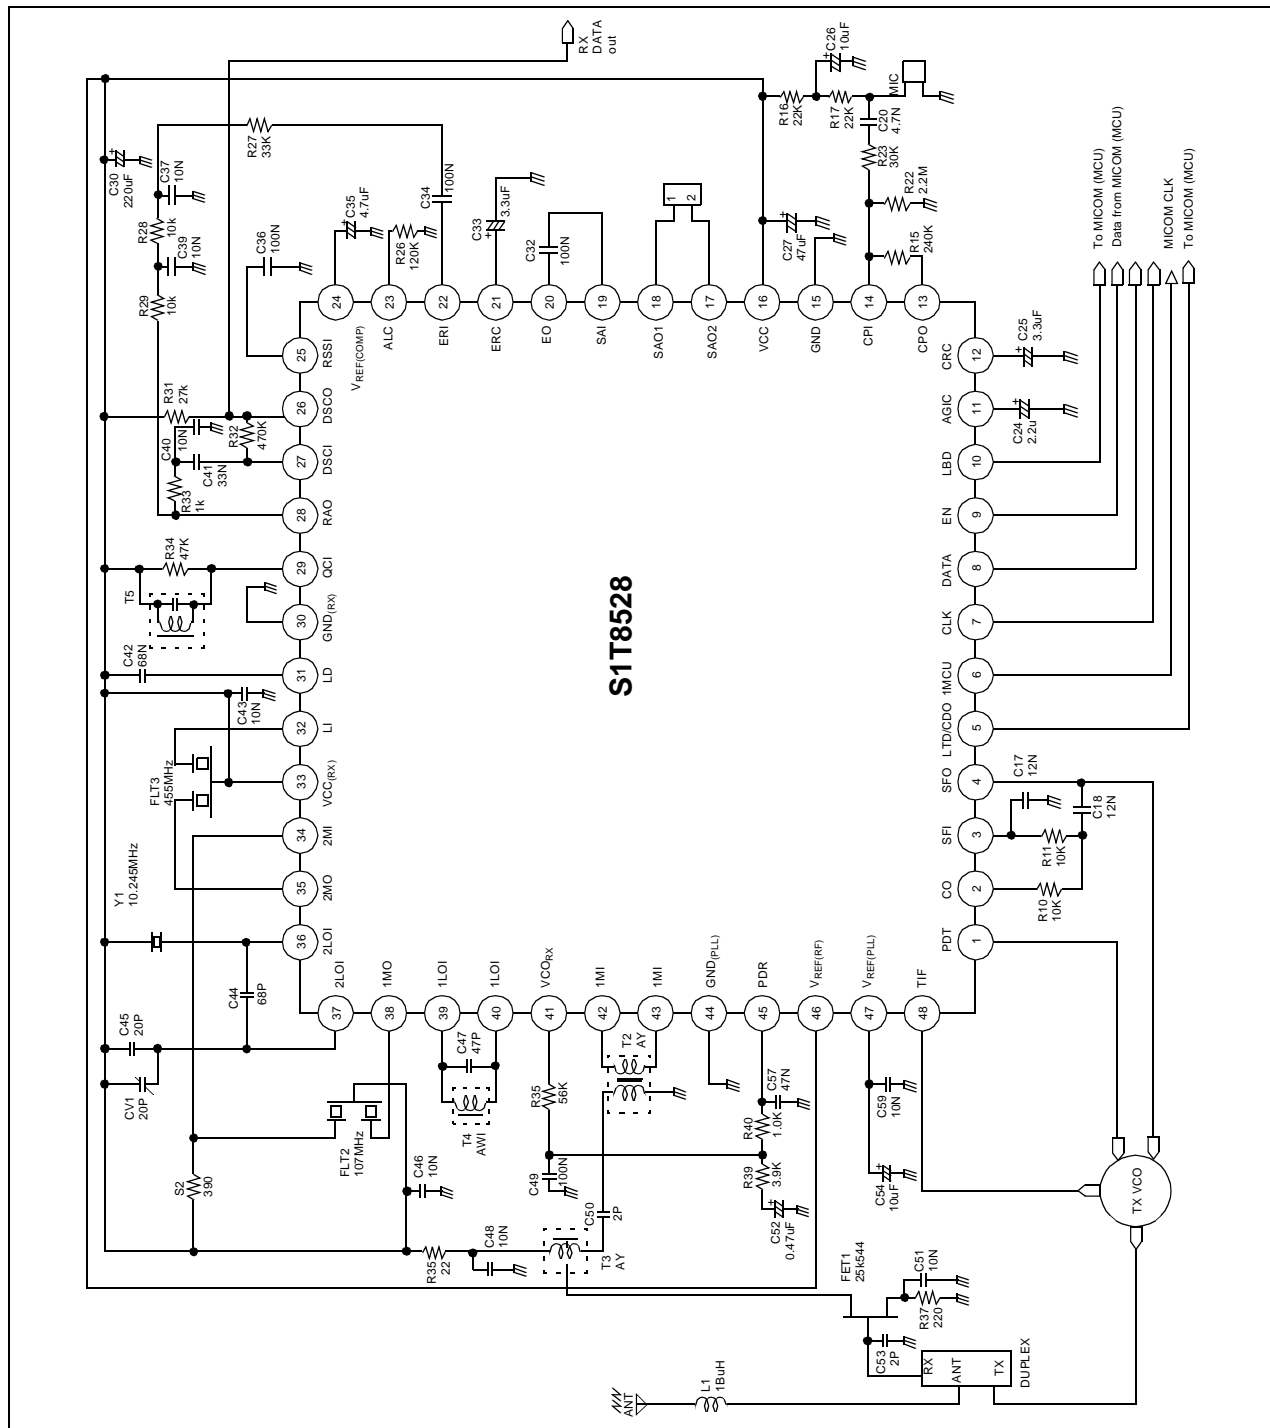 RX
DATA
out
C26
10uF
MIC
R16
22K
R17
22K
C20
4.7N
R23
30K
R22
2.2M
R15
240K
C27
47uF
C30
220uF
C37
10N
R27
33K
R28
10k
C39
10N
R29
10k
C36
100N
C35
4.7uF
R26
120K
C34
100N
C33
3.3uF
C32
100N
1
2
To MICOM (MCU)
Data from MICOM (MCU)
MICOM CLK
To MICOM (MCU)
24
23
22
21
20
19
18
17
16
15
14
13
VREF(COMP)
ALC
ERI
ERC
EO
SAI
SAO1
SAO2
VCC
GND
CPI
CPO
25
RSSI
26
DSCO
27
DSCI
28
RAO
29
QCI
30
GND(RX)
31
LD
32
LI
33
VCC(RX)
34
2MI
35
2MO
36
2LOI
12
CRC
11
AGIC
10
LBD
9
EN
8
DATA
7
CLK
6
1MCU
5
LTD/CDO
4
SFO
3
SFI
2
CO
1
PDT
C25
3.3uF
C24
2.2u
R31
27k
C40
10N
R32
470K
C41
33N
R33
1k
R34
47K
T5
C42
68N
C43
10N
FLT3
455MHz
Y1
10.245MHz
S1T8528
C17
12N
C18
12N
R11
10K
R10
10K
2LOI
1MO
1LOI
1LOI
VCORX
1MI
1MI
GND(PLL)
PDR
VREF(RF)
VREF(PLL)
TIF
37
38
39
40
41
42
43
44
45
46
47
48
C44
68P
C45
20P
CV1
20P
C47
47P
T4
AWI
FLT2
107MHz
R35
56K
T2
AY
C57
47N
R40
1.0K
R39
3.9K
C52
0.47uF
C59
10N
C54
10uF
C46
10N
C49
100N
C50
2P
S2
390
R35
22
C48
10N
T3
AY
TX VCO
FET1
25k544
C51
10N
R37
220
C53
2P
RX
ANT
TX
DUPLEX
L1
1BuH
ANT